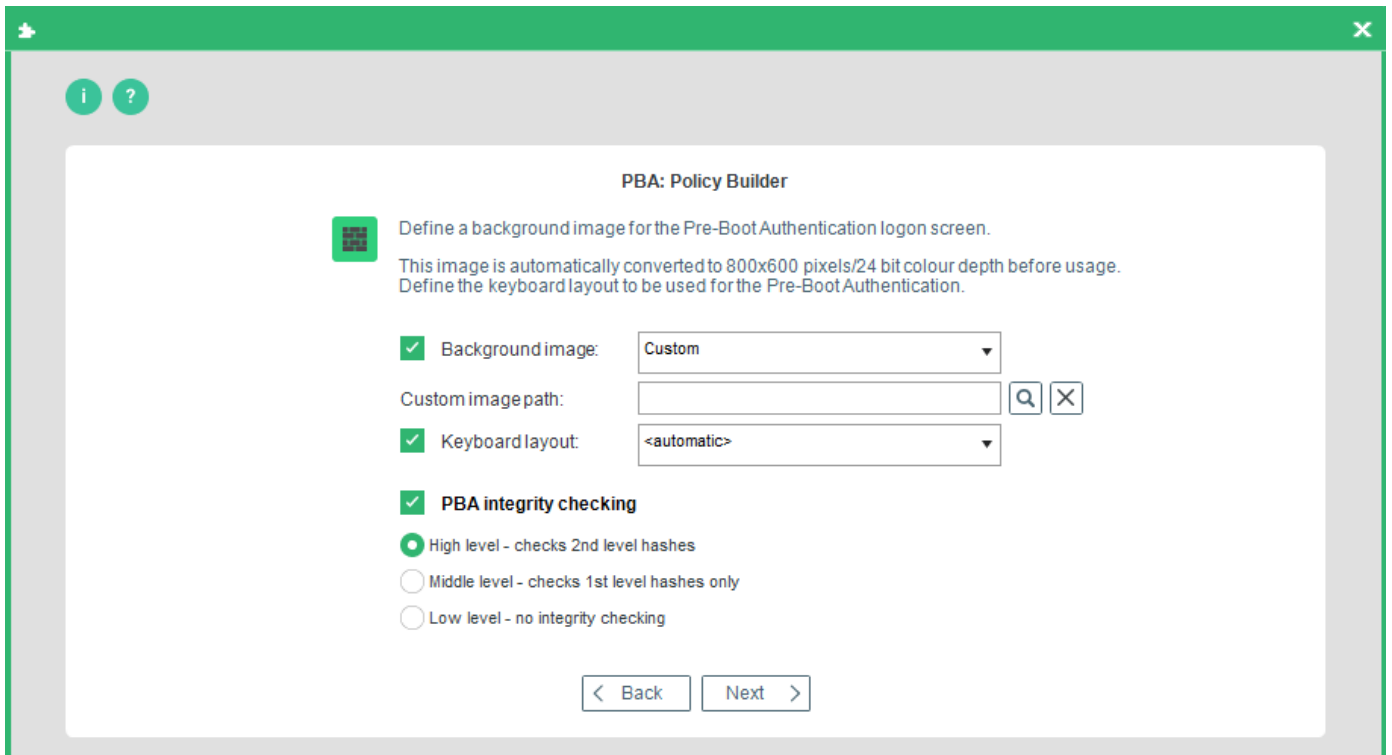 i ?
PBA: Policy Builder
Define a background image for the Pre-Boot Authentication logon screen.
This image is automatically converted to 800x600 pixels/24 bit colour depth before usage.
Define the keyboard layout to be used for the Pre-Boot Authentication.
Background image: Custom
Custom image path:
Keyboard layout: <automatic>
PBA integrity checking
High level - checks 2nd level hashes
Middle level - checks 1st level hashes only
Low level - no integrity checking
Back Next